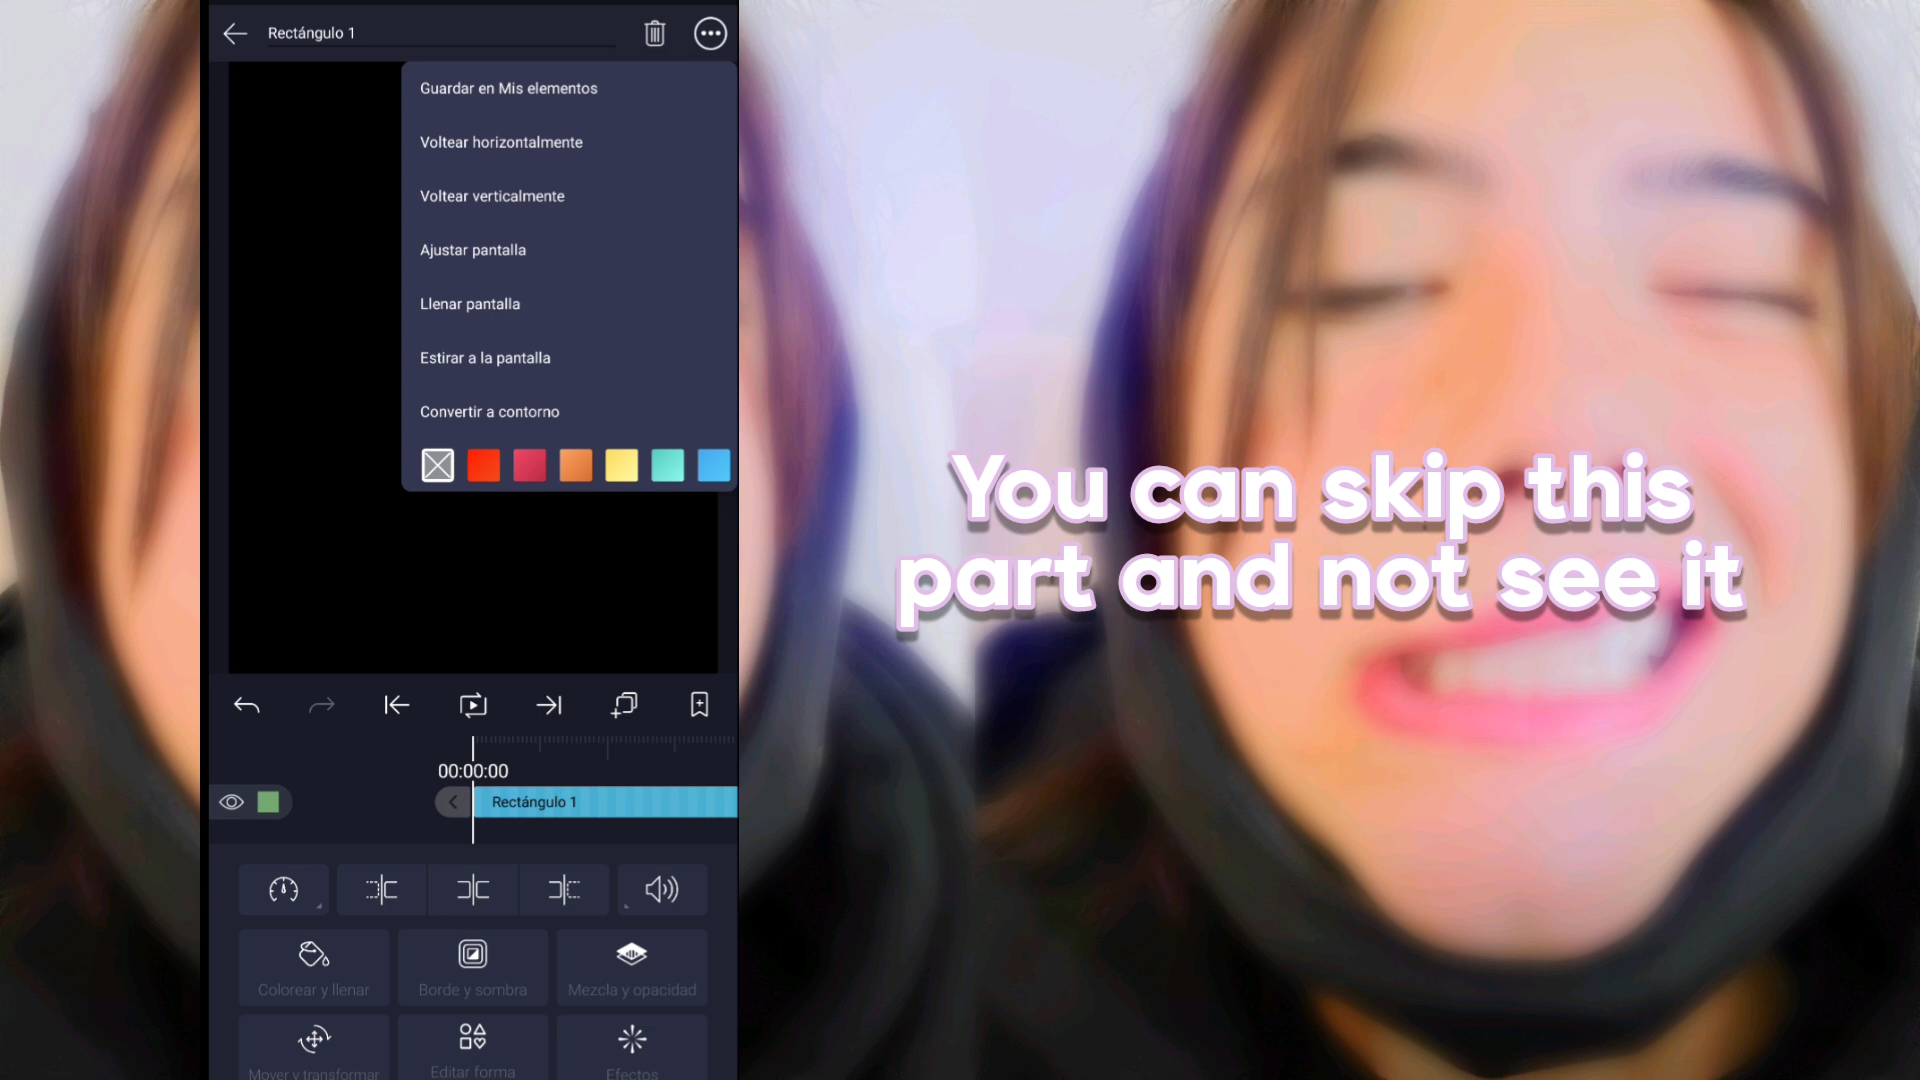 Rectángulo 1
Guardar en Mis elementos
Voltear horizontalmente
Voltear verticalmente
Ajustar pantalla
Llenar pantalla
Estirar a la pantalla
Convertir a contorno
You can skip this
part and not see it
00:00:00
Rectángulo 1
Colorear y llenar
Borde y sombra
Mezcla y opacidad
Mover y transformar
Editar forma
Efectos